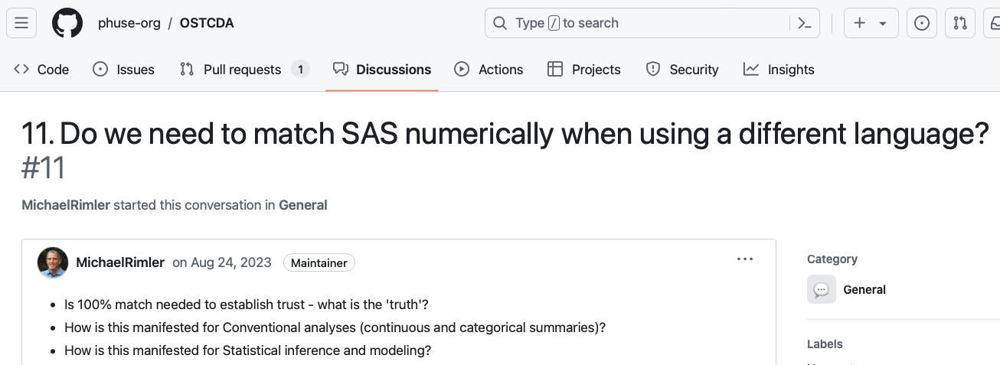 phuse-org / OSTCDA
Type / to search
Code Issues Pull requests 1 Discussions Actions Projects Security Insights
11. Do we need to match SAS numerically when using a different language?
#11
MichaelRimler started this conversation in General
MichaelRimler on Aug 24, 2023 Maintainer
Category
General
• Is 100% match needed to establish trust - what is the 'truth'?
• How is this manifested for Conventional analyses (continuous and categorical summaries)?
• How is this manifested for Statistical inference and modeling?
Labels